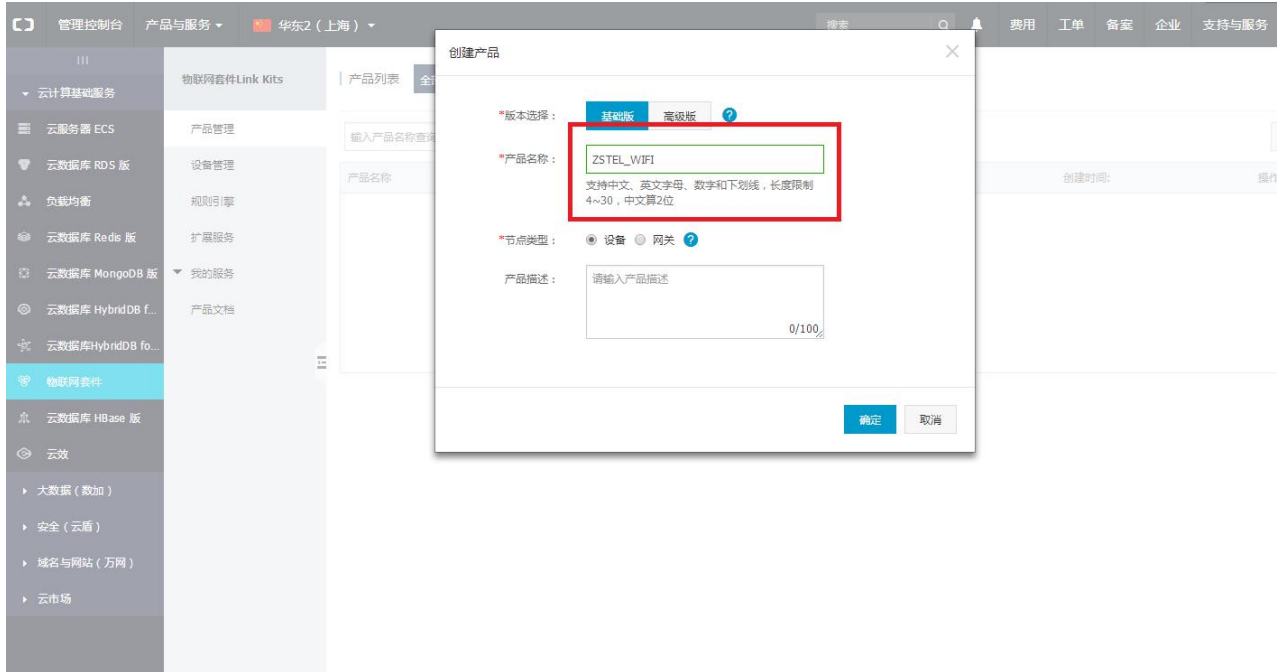 管理控制台 产品与服务 华东2（上海） 搜索 费用 工单 备案 企业 支持与服务
云计算基础服务
云服务器 ECS
云数据库 RDS 版
负载均衡
云数据库 Redis 版
云数据库 MongoDB 版
云数据库 HybridDB f...
云数据库HybridDB fo...
物联网套件
云数据库 HBase 版
云效
大数据（数加）
安全（云盾）
域名与网站（万网）
云市场
物联网套件Link Kits
产品管理
设备管理
规则引擎
扩展服务
我的服务
产品文档
产品列表
输入产品名称查询
产品名称 创建时间: 操作
创建产品
*版本选择： 基础版 高级版
*产品名称： ZSTEL_WIFI
支持中文、英文字母、数字和下划线，长度限制
4~30，中文算2位
*节点类型： 设备 网关
产品描述： 请输入产品描述
0/100
确定 取消